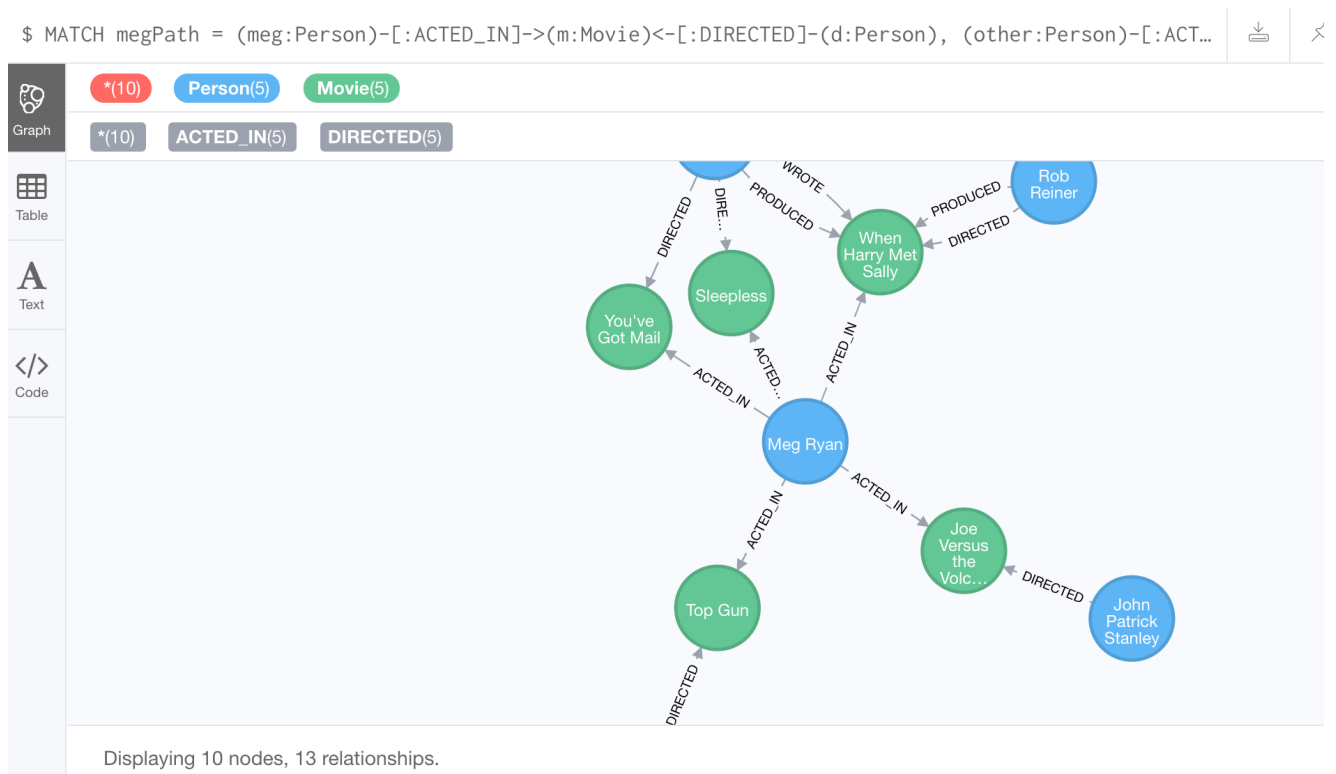 $ MATCH megPath = (meg:Person)-[:ACTED_IN]->(m:Movie)<-[:DIRECTED]-(d:Person), (other:Person)-[:ACT…
Graph
*(10) Person(5) Movie(5)
*(10) ACTED_IN(5) DIRECTED(5)
Table
A
Text
</>
Code
WROTE
PRODUCED
DIRE…
DIRECTED
PRODUCED
DIRECTED
Rob
Reiner
When
Harry Met
Sally
Sleepless
You've
Got Mail
ACTED_IN
ACTED…
ACTED_IN
Meg Ryan
ACTED_IN
ACTED_IN
Joe
Versus
the
Volc…
DIRECTED
John
Patrick
Stanley
Top Gun
DIRECTED
Displaying 10 nodes, 13 relationships.